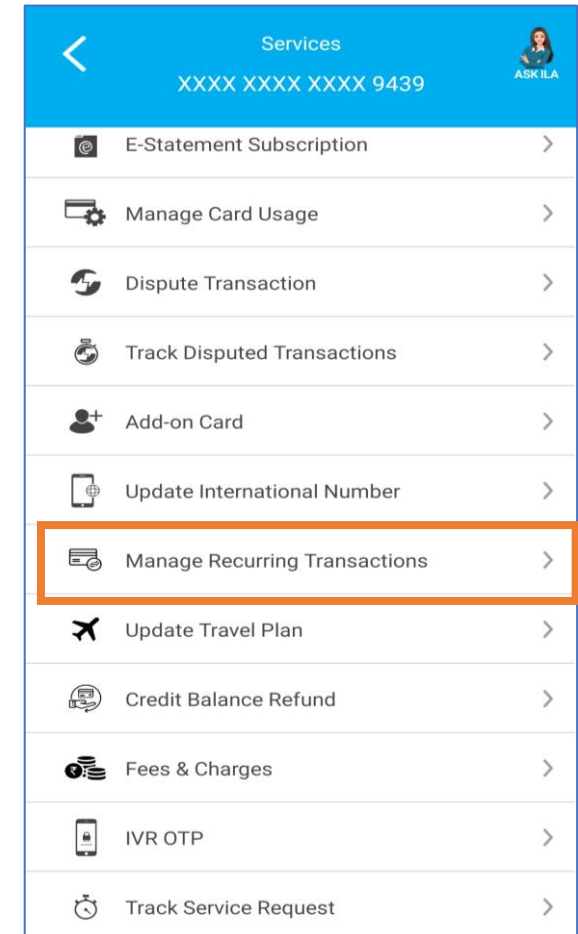 Services
ASK ILA
XXXX XXXX XXXX 9439
E-Statement Subscription
Manage Card Usage
Dispute Transaction
Track Disputed Transactions
Add-on Card
Update International Number
Manage Recurring Transactions
Update Travel Plan
Credit Balance Refund
Fees & Charges
IVR OTP
Track Service Request